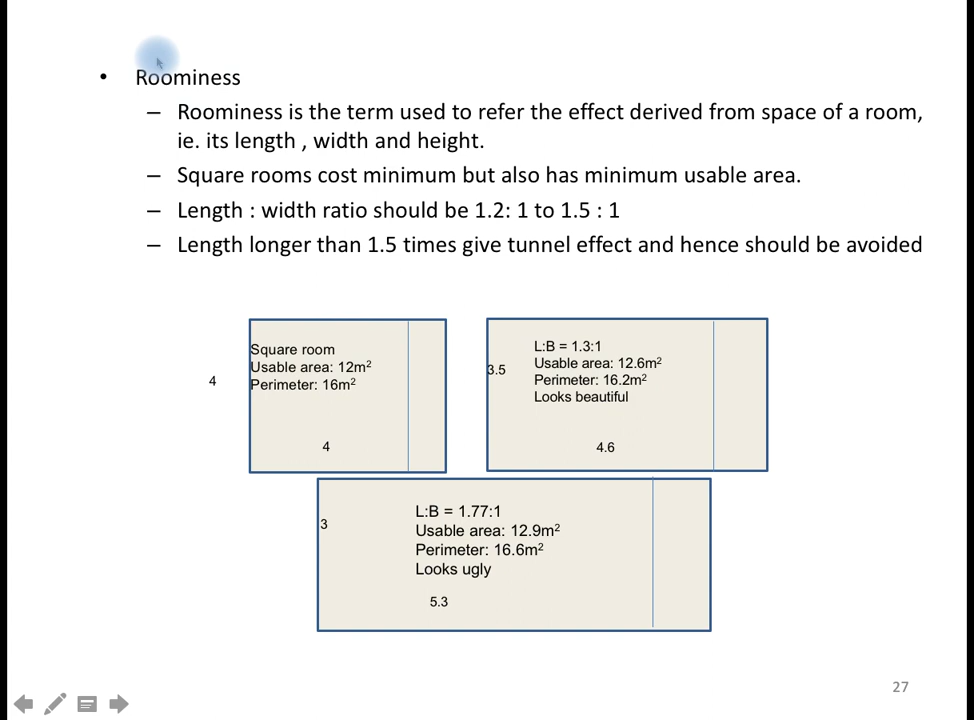 • Roominess
– Roominess is the term used to refer the effect derived from space of a room,
ie. its length , width and height.
– Square rooms cost minimum but also has minimum usable area.
– Length : width ratio should be 1.2: 1 to 1.5 : 1
– Length longer than 1.5 times give tunnel effect and hence should be avoided
Square room
Usable area: 12m²
Perimeter: 16m²
4
4
L:B = 1.3:1
3.5
Usable area: 12.6m²
Perimeter: 16.2m²
Looks beautiful
4.6
L:B = 1.77:1
3
Usable area: 12.9m²
Perimeter: 16.6m²
Looks ugly
5.3
27